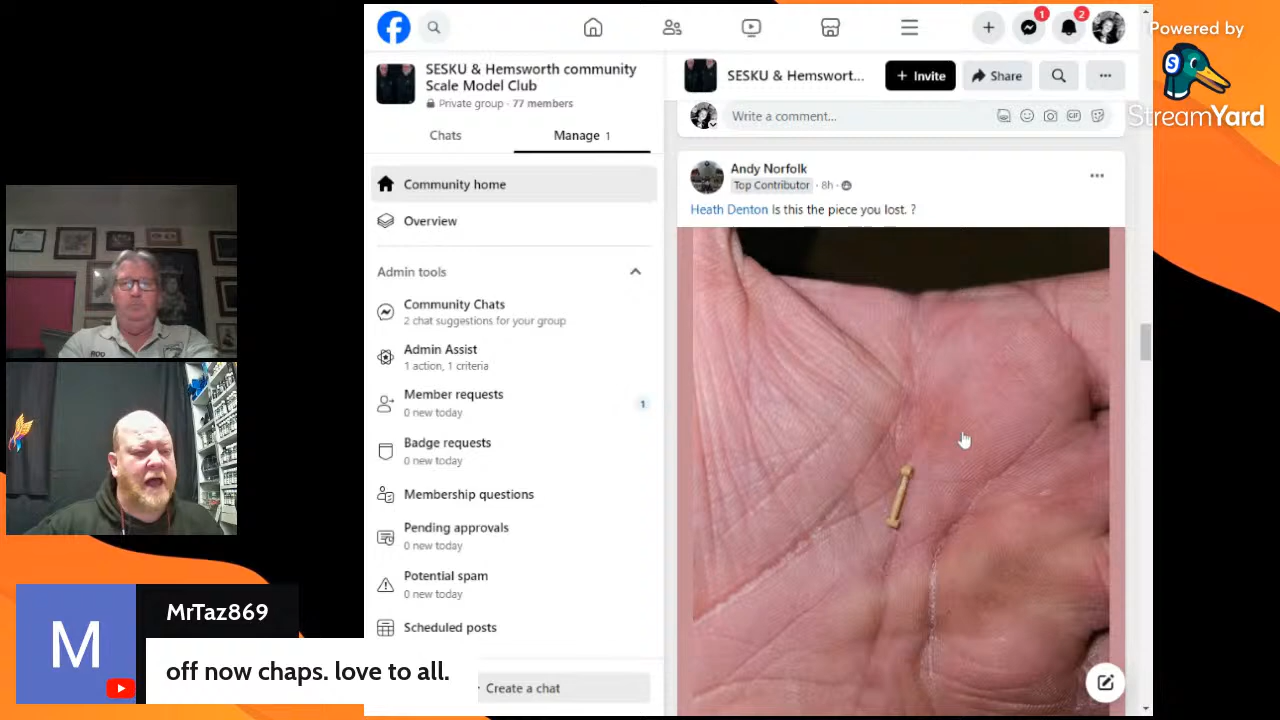 Powered by
S
StreamYard
1
2
SESKU & Hemsworth community
Scale Model Club
Private group · 77 members
Chats
Manage 1
Community home
Overview
Admin tools
Community Chats
2 chat suggestions for your group
Admin Assist
1 action, 1 criteria
Member requests
0 new today
1
Badge requests
0 new today
Membership questions
Pending approvals
0 new today
Potential spam
0 new today
Scheduled posts
Create a chat
SESKU & Hemswort...
+ Invite
Share
Write a comment...
GIF
Andy Norfolk
Top Contributor · 8h ·
Heath Denton Is this the piece you lost. ?
M
MrTaz869
off now chaps. love to all.